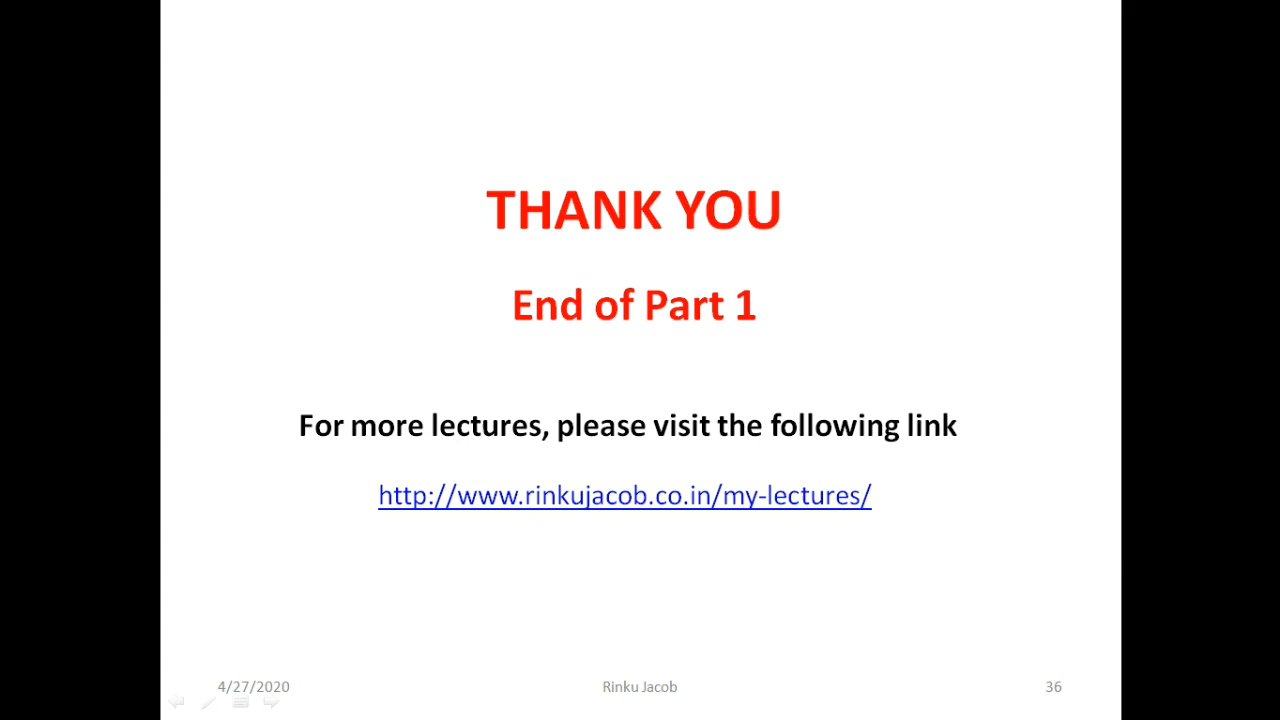 THANK YOU
End of Part 1
For more lectures, please visit the following link
http://www.rinkujacob.co.in/my-lectures/
4/27/2020
Rinku Jacob
36